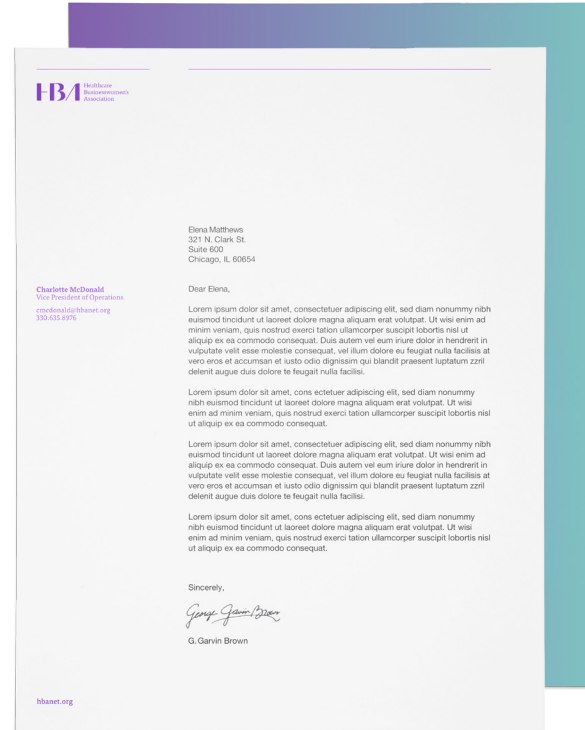 HBA
Healthcare
Businesswomen's
Association
Elena Matthews
321 N. Clark St.
Suite 600
Chicago, IL 60654
Charlotte McDonald
Vice President of Operations
cmcdonald@hbanet.org
330.635.8976
Dear Elena,
Lorem ipsum dolor sit amet, consectetuer adipiscing elit, sed diam nonummy nibh
euismod tincidunt ut laoreet dolore magna aliquam erat volutpat. Ut wisi enim ad
minim veniam, quis nostrud exerci tation ullamcorper suscipit lobortis nisl ut
aliquip ex ea commodo consequat. Duis autem vel eum iriure dolor in hendrerit in
vulputate velit esse molestie consequat, vel illum dolore eu feugiat nulla facilisis at
vero eros et accumsan et iusto odio dignissim qui blandit praesent luptatum zzril
delenit augue duis dolore te feugait nulla facilisi.
Lorem ipsum dolor sit amet, cons ectetuer adipiscing elit, sed diam nonummy
nibh euismod tincidunt ut laoreet dolore magna aliquam erat volutpat. Ut wisi
enim ad minim veniam, quis nostrud exerci tation ullamcorper suscipit lobortis nisl
ut aliquip ex ea commodo consequat.
Lorem ipsum dolor sit amet, consectetuer adipiscing elit, sed diam nonummy nibh
euismod tincidunt ut laoreet dolore magna aliquam erat volutpat. Ut wisi enim ad
minim veniam, quis nostrud exerci tation ullamcorper suscipit lobortis nisl ut
aliquip ex ea commodo consequat. Duis autem vel eum iriure dolor in hendrerit in
vulputate velit esse molestie consequat, vel illum dolore eu feugiat nulla facilisis at
vero eros et accumsan et iusto odio dignissim qui blandit praesent luptatum zzril
delenit augue duis dolore te feugait nulla facilisi.
Lorem ipsum dolor sit amet, cons ectetuer adipiscing elit, sed diam nonummy
nibh euismod tincidunt ut laoreet dolore magna aliquam erat volutpat. Ut wisi
enim ad minim veniam, quis nostrud exerci tation ullamcorper suscipit lobortis nisl
ut aliquip ex ea commodo consequat.
Sincerely,
George Garvin Brown
G. Garvin Brown
hbanet.org